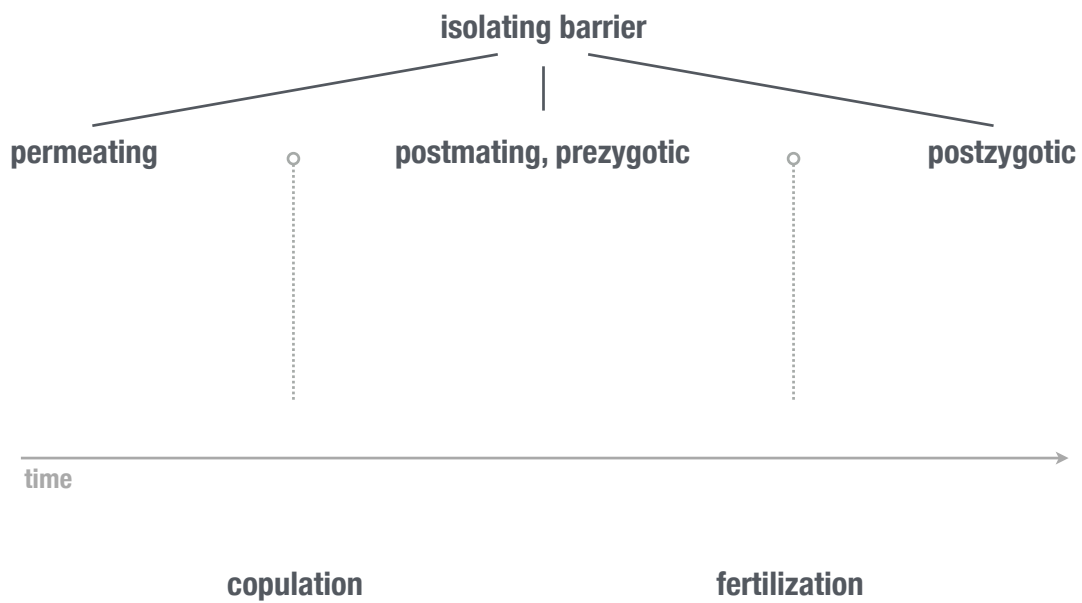 isolating barrier
permeating
postmating, prezygotic
postzygotic
time
copulation
fertilization